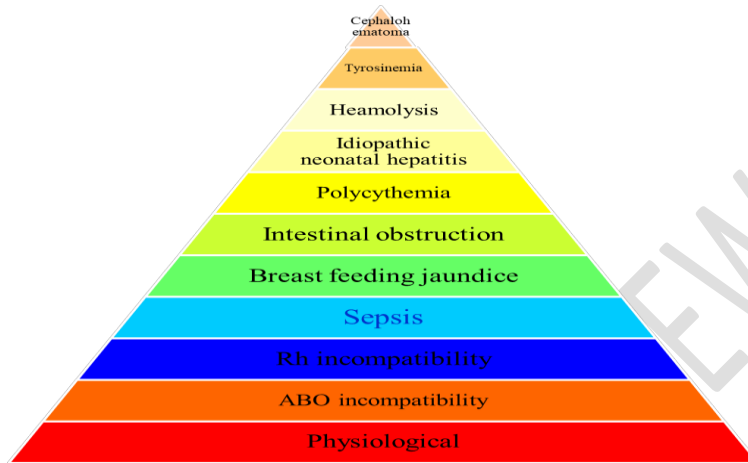 Cephaloh
ematoma
Tyrosinemia
Heamolysis
Idiopathic
neonatal hepatitis
Polycythemia
Intestinal obstruction
Breast feeding jaundice
Sepsis
Rh incompatibility
ABO incompatibility
Physiological